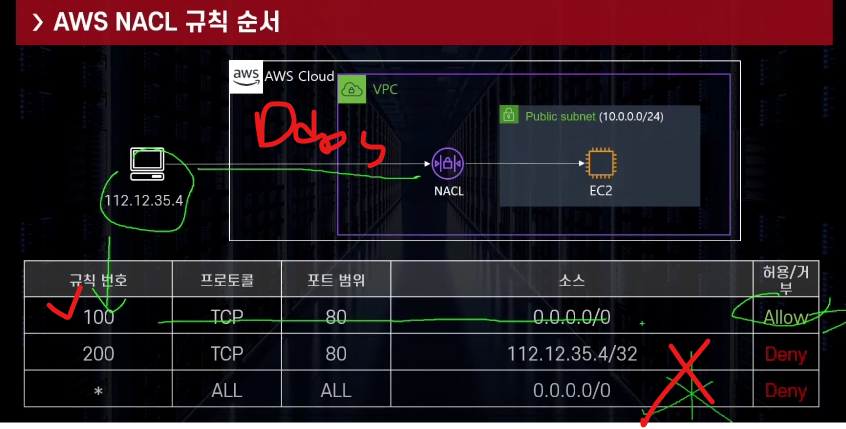 > AWS NACL 규칙 순서
aws AWS Cloud
VPC
Public subnet (10.0.0.0/24)
Ddos
112.12.35.4
NACL
EC2
규칙 번호 프로토콜 포트 범위 소스 허용/거
부
100 TCP 80 0.0.0.0/0 Allow
200 TCP 80 112.12.35.4/32 Deny
* ALL ALL 0.0.0.0/0 Deny